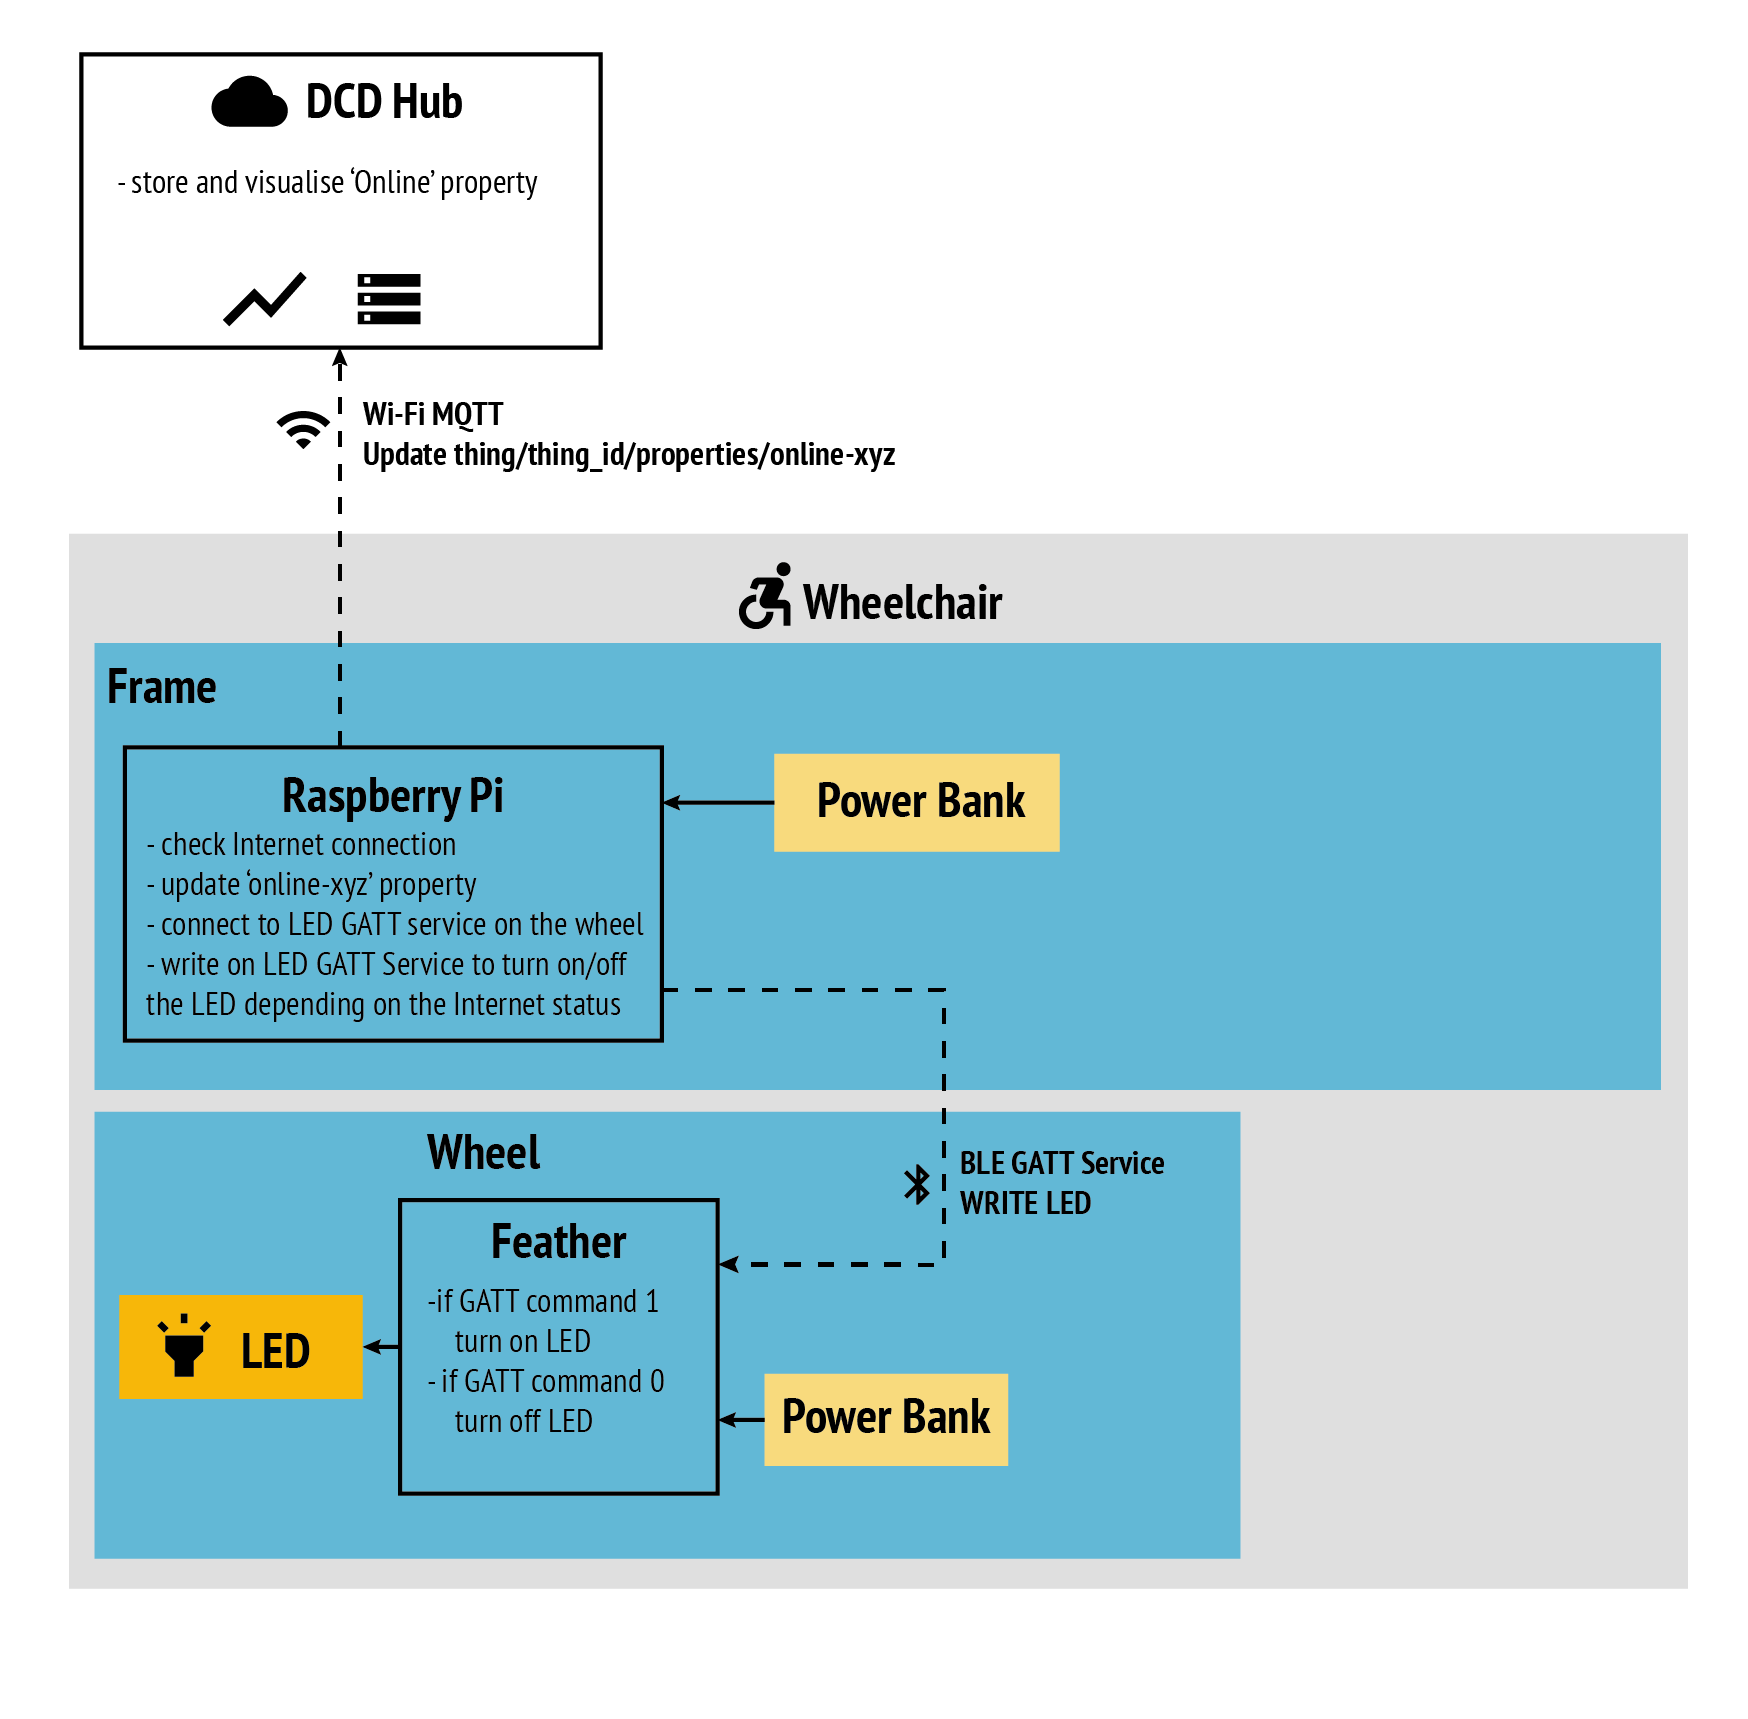 DCD Hub
- store and visualise ‘Online’ property
Wi-Fi MQTT
Update thing/thing_id/properties/online-xyz
Wheelchair
Frame
Raspberry Pi
- check Internet connection
- update ‘online-xyz’ property
- connect to LED GATT service on the wheel
- write on LED GATT Service to turn on/off
the LED depending on the Internet status
Power Bank
Wheel
BLE GATT Service
WRITE LED
Feather
-if GATT command 1
turn on LED
- if GATT command 0
turn off LED
LED
Power Bank